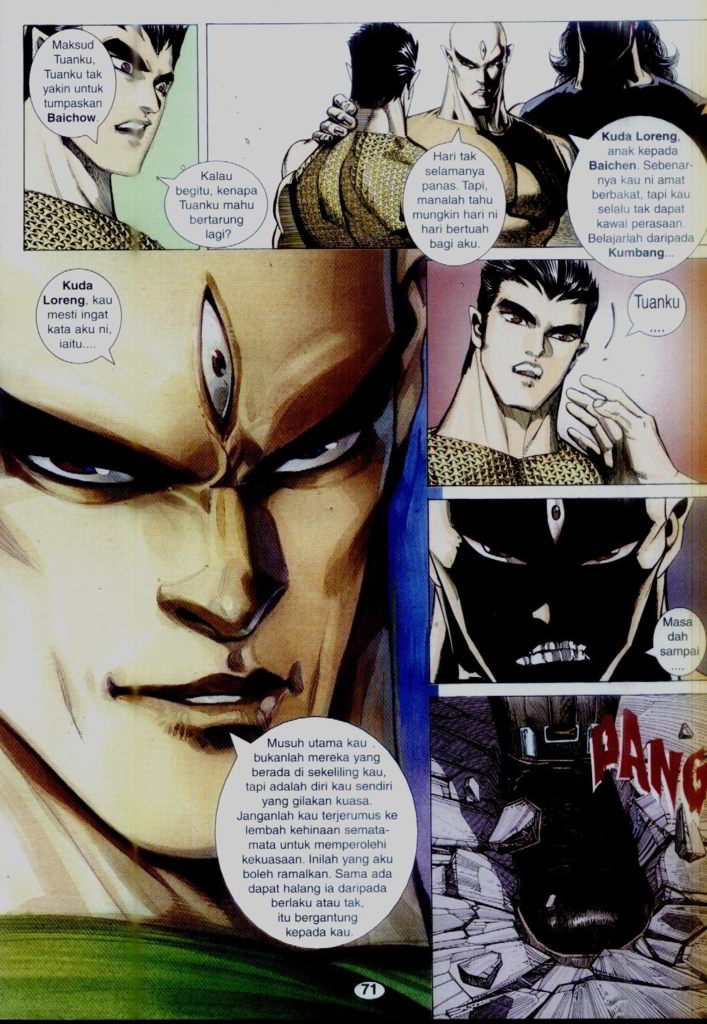 Maksud
Tuanku,
Tuanku tak
yakin untuk
tumpaskan
Baichow.
Kalau
begitu, kenapa
Tuanku mahu
bertarung
lagi?
Hari tak
selamanya
panas. Tapi,
manalah tahu
mungkin hari ni
hari bertuah
bagi aku.
Kuda Loreng,
anak kepada
Baichen. Sebenar-
nya kau ni amat
berbakat, tapi kau
selalu tak dapat
kawal perasaan.
Belajarlah daripada
Kumbang...
Kuda
Loreng, kau
mesti ingat
kata aku ni,
iaitu....
Musuh utama kau
bukanlah mereka yang
berada di sekeliling kau,
tapi adalah diri kau sendiri
yang gilakan kuasa.
Janganlah kau terjerumus ke
lembah kehinaan semata-
mata untuk memperolehi
kekuasaan. Inilah yang aku
boleh ramalkan. Sama ada
dapat halang ia daripada
berlaku atau tak,
itu bergantung
kepada kau.
Tuanku
....
Masa
dah
sampai
....
PANG
71